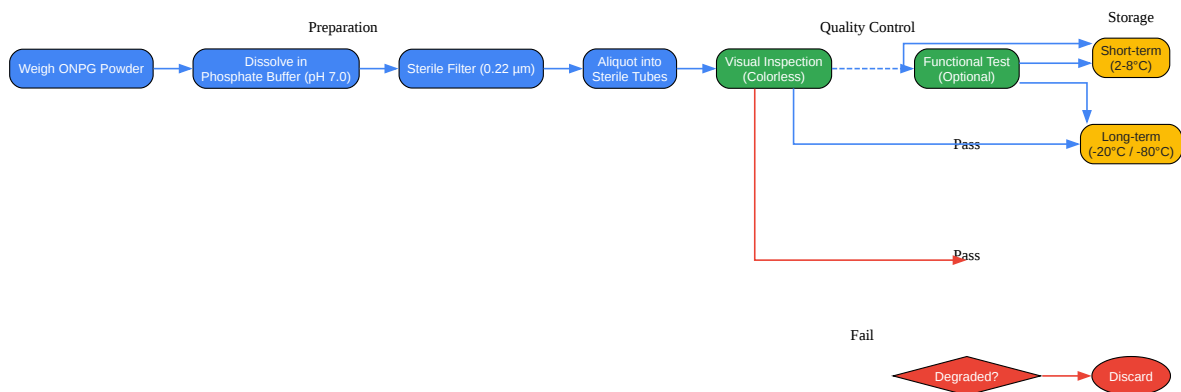 Preparation
Quality Control
Storage
Weigh ONPG Powder
Dissolve in
Phosphate Buffer (pH 7.0)
Sterile Filter (0.22 µm)
Aliquot into
Sterile Tubes
Visual Inspection
(Colorless)
Functional Test
(Optional)
Short-term
(2-8°C)
Long-term
(-20°C / -80°C)
Pass
Pass
Fail
Degraded?
Discard